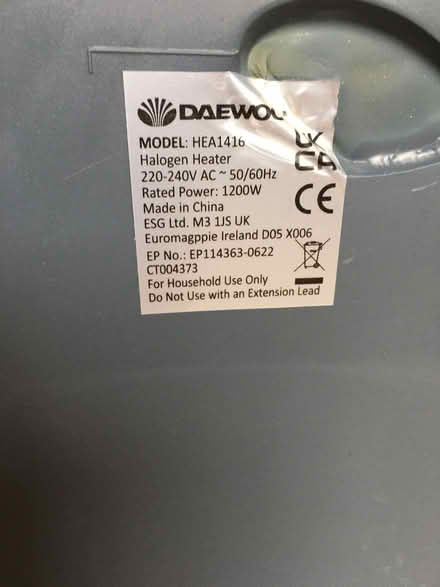 DAEWOO
MODEL: HEA1416
Halogen Heater
220-240V AC ~ 50/60Hz
Rated Power: 1200W
Made in China
ESG Ltd. M3 1JS UK
Euromagppie Ireland D05 X006
EP No.: EP114363-0622
CT004373
For Household Use Only
Do Not Use with an Extension Lead
UK
CA
CE